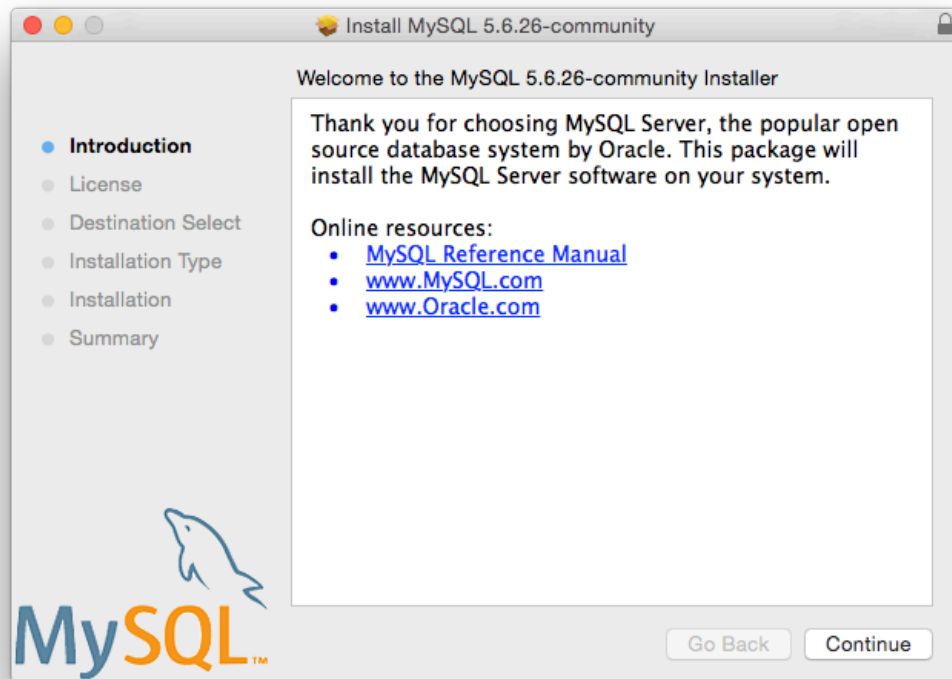 Install MySQL 5.6.26-community
Welcome to the MySQL 5.6.26-community Installer
Introduction
License
Destination Select
Installation Type
Installation
Summary
Thank you for choosing MySQL Server, the popular open
source database system by Oracle. This package will
install the MySQL Server software on your system.
Online resources:
• MySQL Reference Manual
• www.MySQL.com
• www.Oracle.com
MySQL™
Go Back
Continue